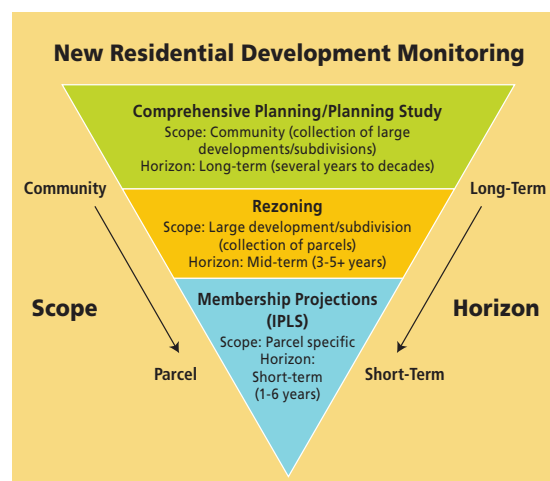 New Residential Development Monitoring
Comprehensive Planning/Planning Study
Scope: Community (collection of large
developments/subdivisions)
Horizon: Long-term (several years to decades)
Community
Long-Term
Rezoning
Scope: Large development/subdivision
(collection of parcels)
Horizon: Mid-term (3-5+ years)
Scope
Horizon
Membership Projections
(IPLS)
Scope: Parcel specific
Horizon:
Short-term
(1-6 years)
Parcel
Short-Term